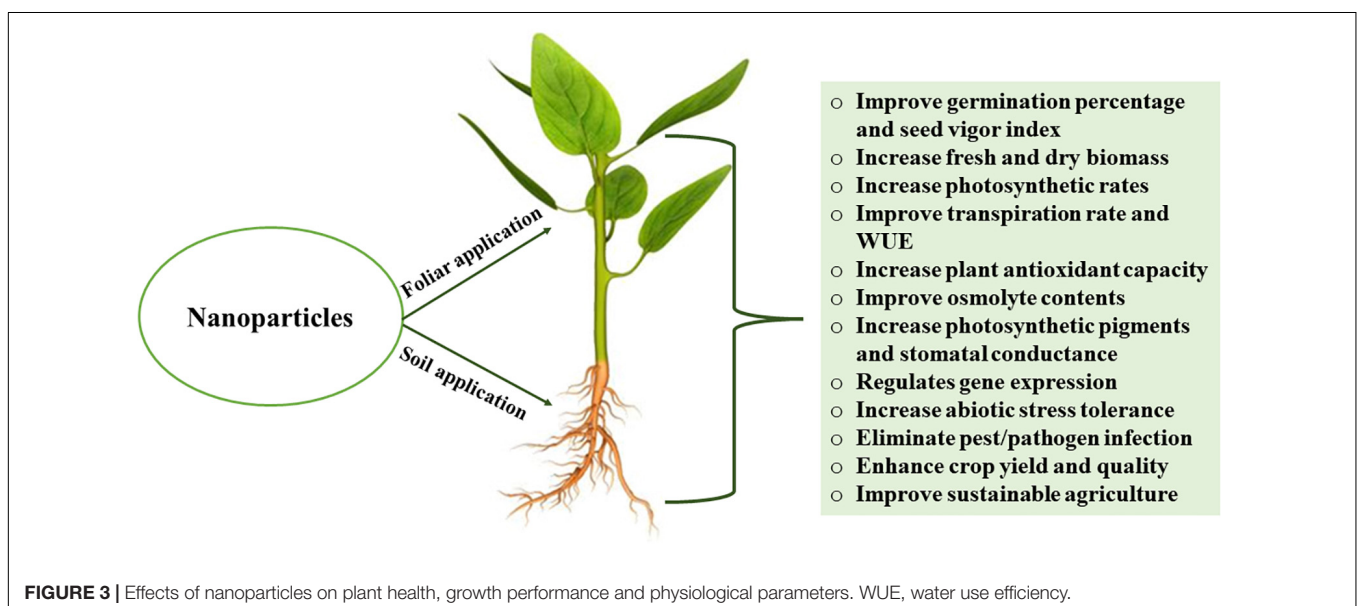 Nanoparticles
Foliar application
Soil application
o Improve germination percentage
and seed vigor index
o Increase fresh and dry biomass
o Increase photosynthetic rates
o Improve transpiration rate and
WUE
o Increase plant antioxidant capacity
o Improve osmolyte contents
o Increase photosynthetic pigments
and stomatal conductance
o Regulates gene expression
o Increase abiotic stress tolerance
o Eliminate pest/pathogen infection
o Enhance crop yield and quality
o Improve sustainable agriculture
FIGURE 3 | Effects of nanoparticles on plant health, growth performance and physiological parameters. WUE, water use efficiency.